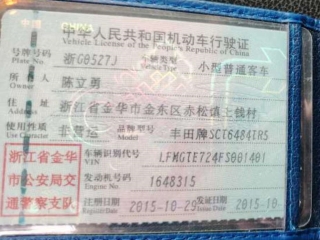 中华人民共和国机动车行驶证
Vehicle License of the People's Republic of China
号牌号码 浙G0527J 车辆类型 小型普通客车
Plate No. Vehicle Type
所有人 陈立勇
Owner
住址 浙江省金华市金东区赤松镇上钱村
Address
使用性质 非营运 品牌型号 丰田牌SCT6484TR5
Use Character Model
浙江省金华
市公安局交
通警察支队
车辆识别代号 LFMGTE724FS001401
VIN
发动机号码 1648315
Engine No.
注册日期 2015-10-29 发证日期 2015-10
Issue Date